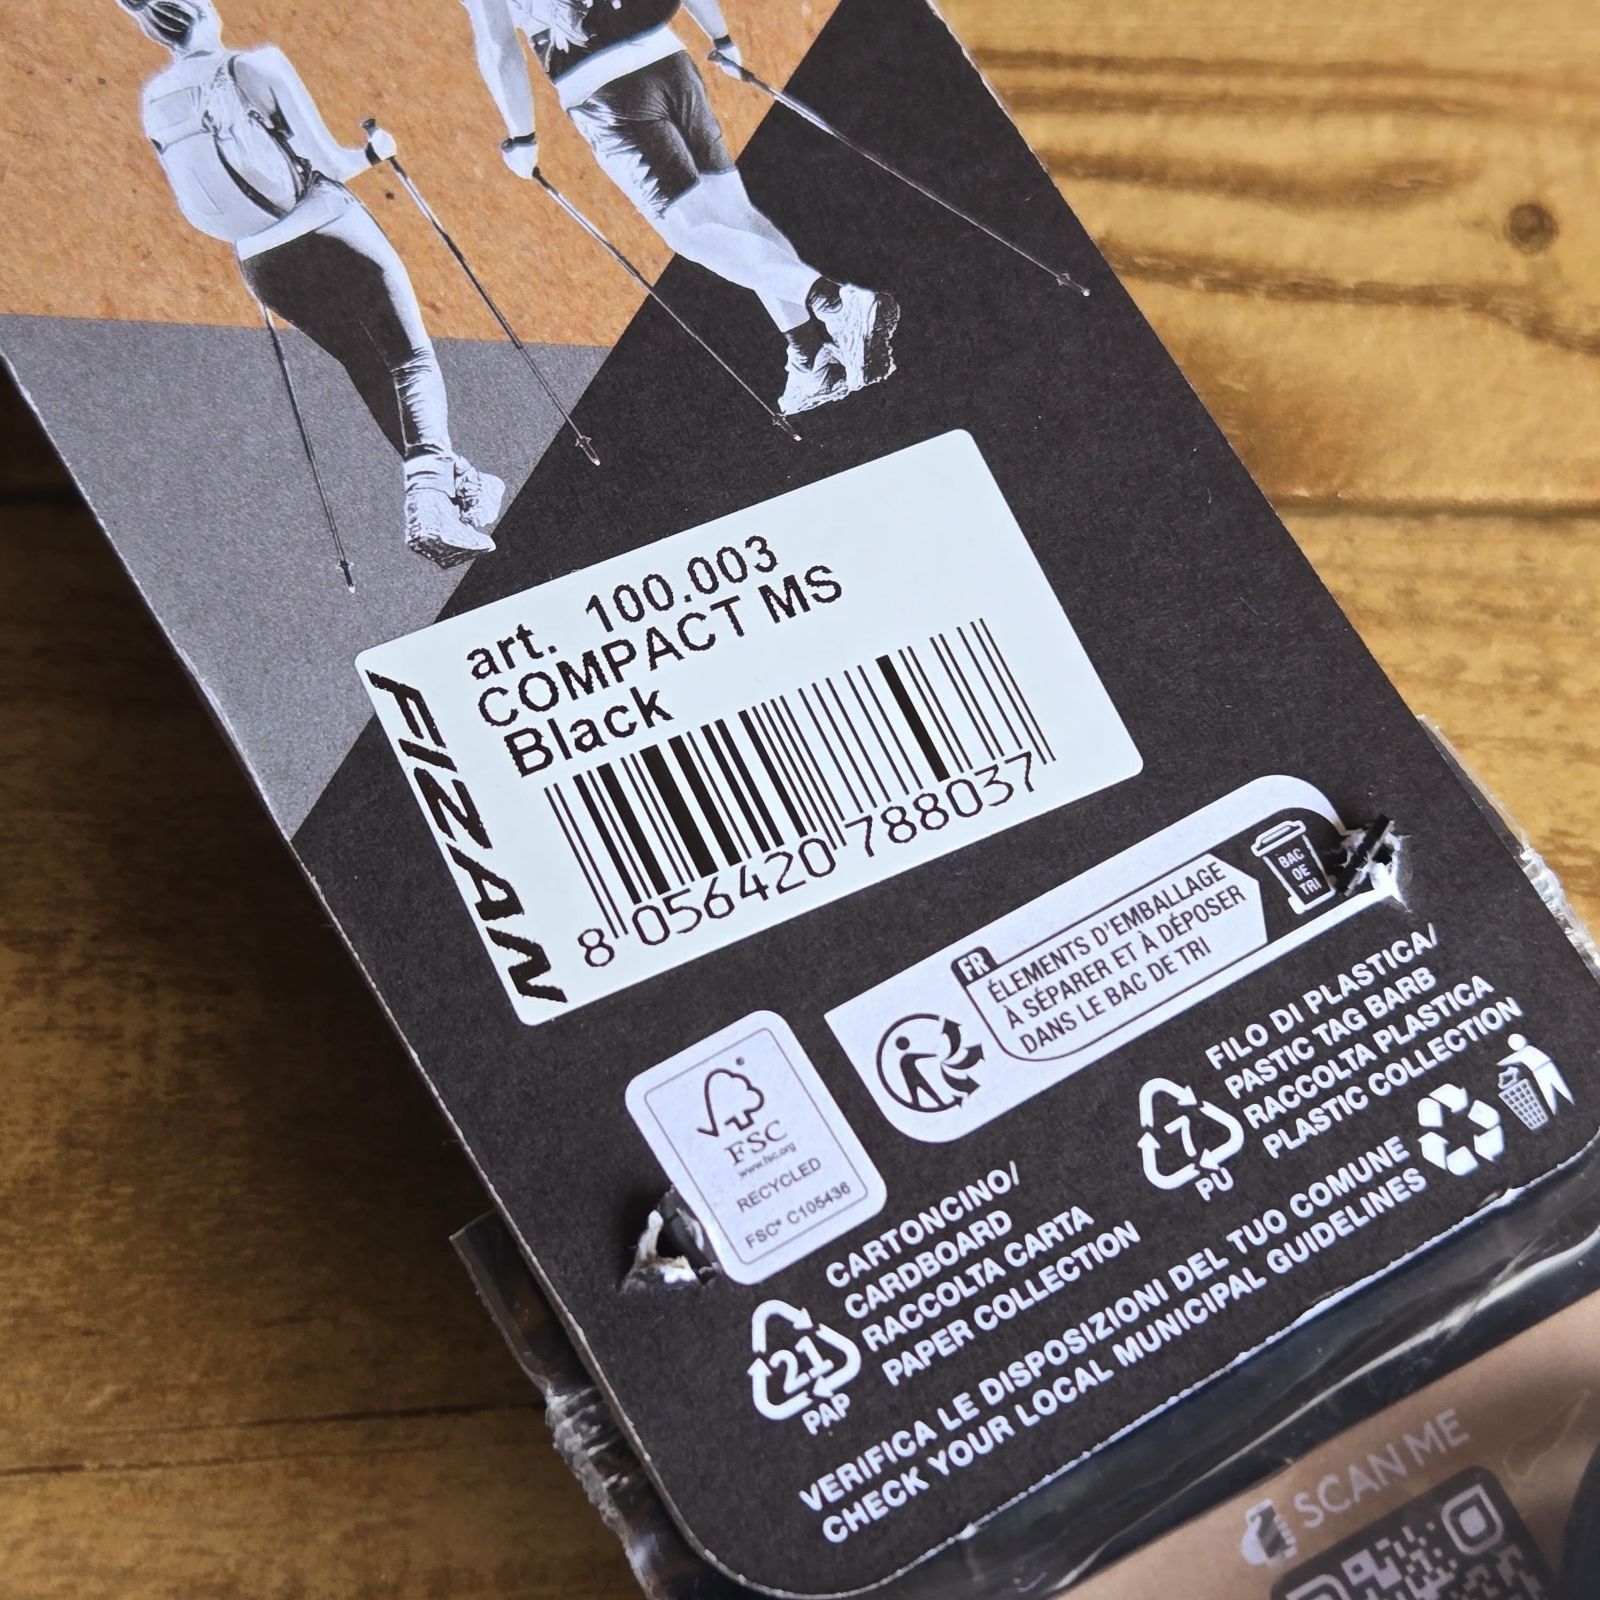 art. 100.003
COMPACT MS
Black
FIZAN
8 056420 788037
FR
ÉLEMENTS D'EMBALLAGE
À SÉPARER ET À DÉPOSER
DANS LE BAC DE TRI
BAC
DE
TRI
FSC
www.fsc.org
RECYCLED
FSC® C105436
FILO DI PLASTICA/
PASTIC TAG BARB
RACCOLTA PLASTICA
PLASTIC COLLECTION
7
PU
CARTONCINO/
CARDBOARD
RACCOLTA CARTA
PAPER COLLECTION
21
PAP
VERIFICA LE DISPOSIZIONI DEL TUO COMUNE
CHECK YOUR LOCAL MUNICIPAL GUIDELINES
SCAN ME